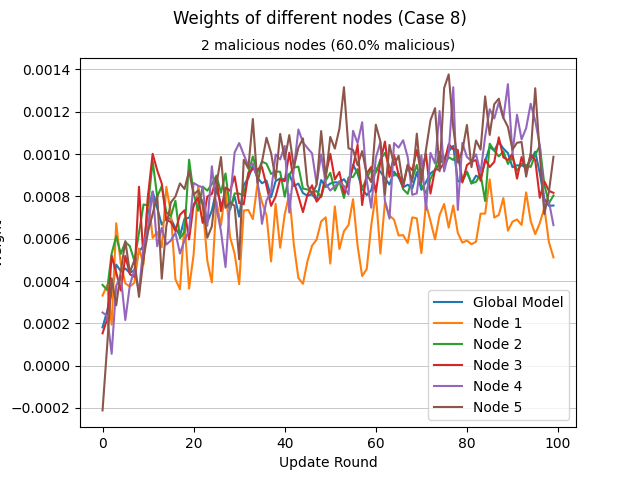 Weights of different nodes (Case 8)
2 malicious nodes (60.0% malicious)
0.0014
0.0012
0.0010
0.0008
0.0006
0.0004
0.0002
0.0000
−0.0002
0 20 40 60 80 100
Update Round
Global Model
Node 1
Node 2
Node 3
Node 4
Node 5